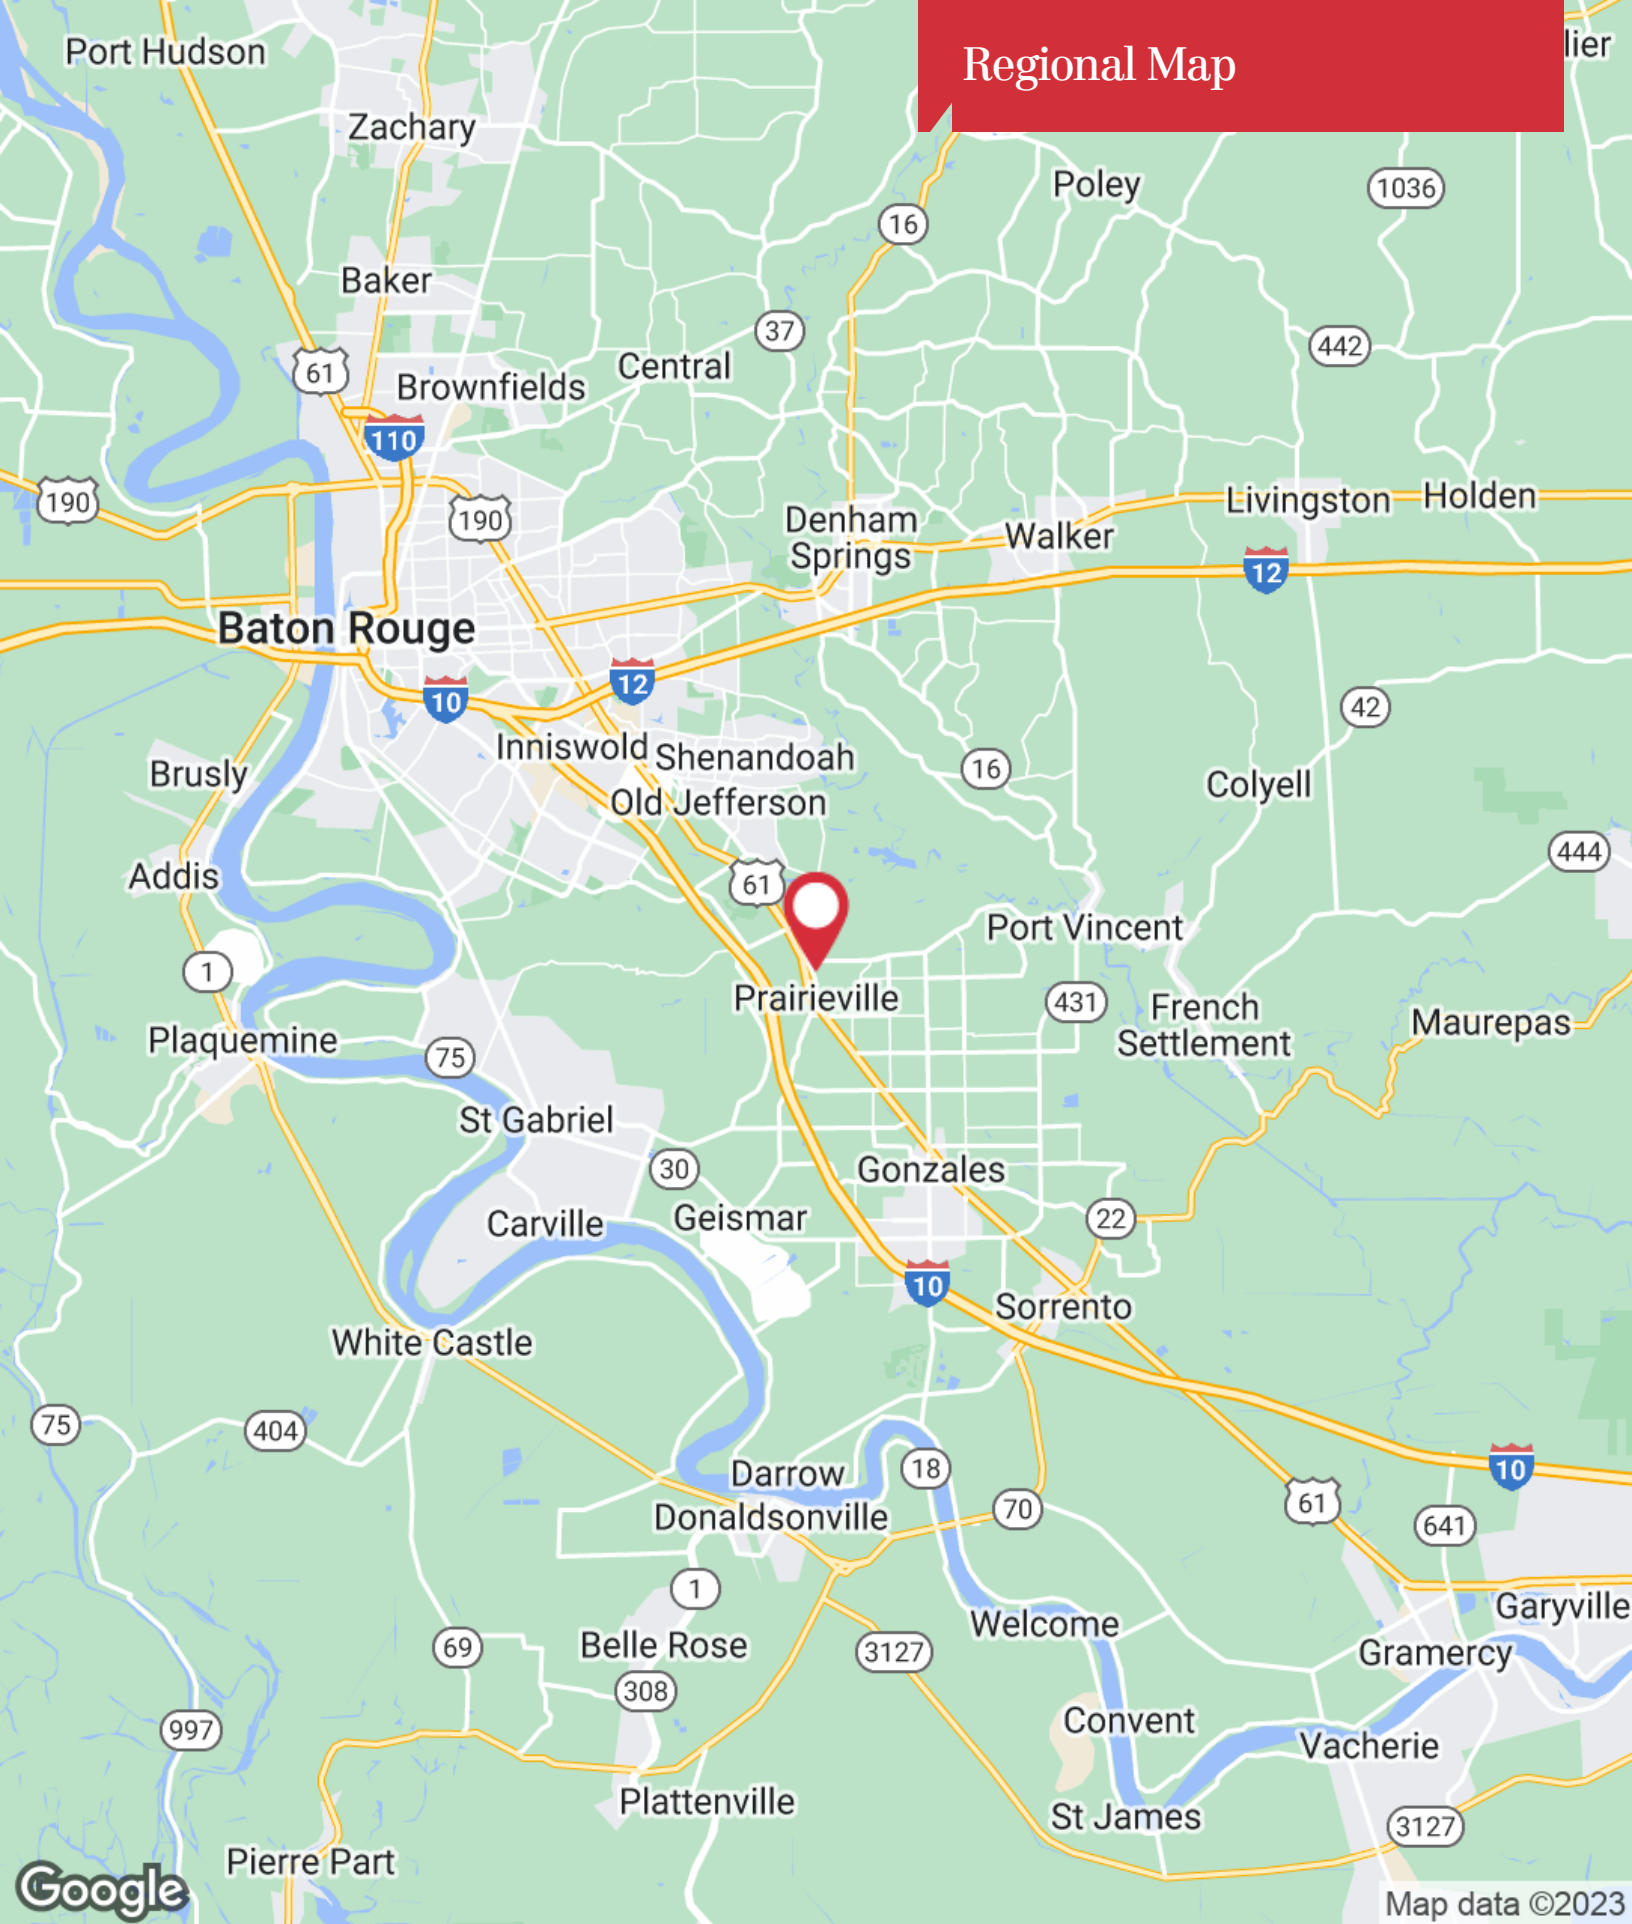 Regional Map
lier
Port Hudson
Zachary
Poley
1036
16
Baker
37
442
61
Central
Brownfields
110
190
190
Denham
Springs
Walker
Livingston
Holden
12
Baton Rouge
12
10
42
Inniswold
Shenandoah
Brusly
16
Colyell
Old Jefferson
444
Addis
61
Port Vincent
1
Prairieville
431
French
Settlement
Maurepas
Plaquemine
75
St Gabriel
30
Gonzales
22
Carville
Geismar
10
Sorrento
White Castle
75
404
Darrow
18
10
Donaldsonville
70
61
641
1
Garyville
Welcome
Gramercy
69
Belle Rose
3127
308
997
Convent
Vacherie
Plattenville
St James
3127
Pierre Part
Google
Map data ©2023